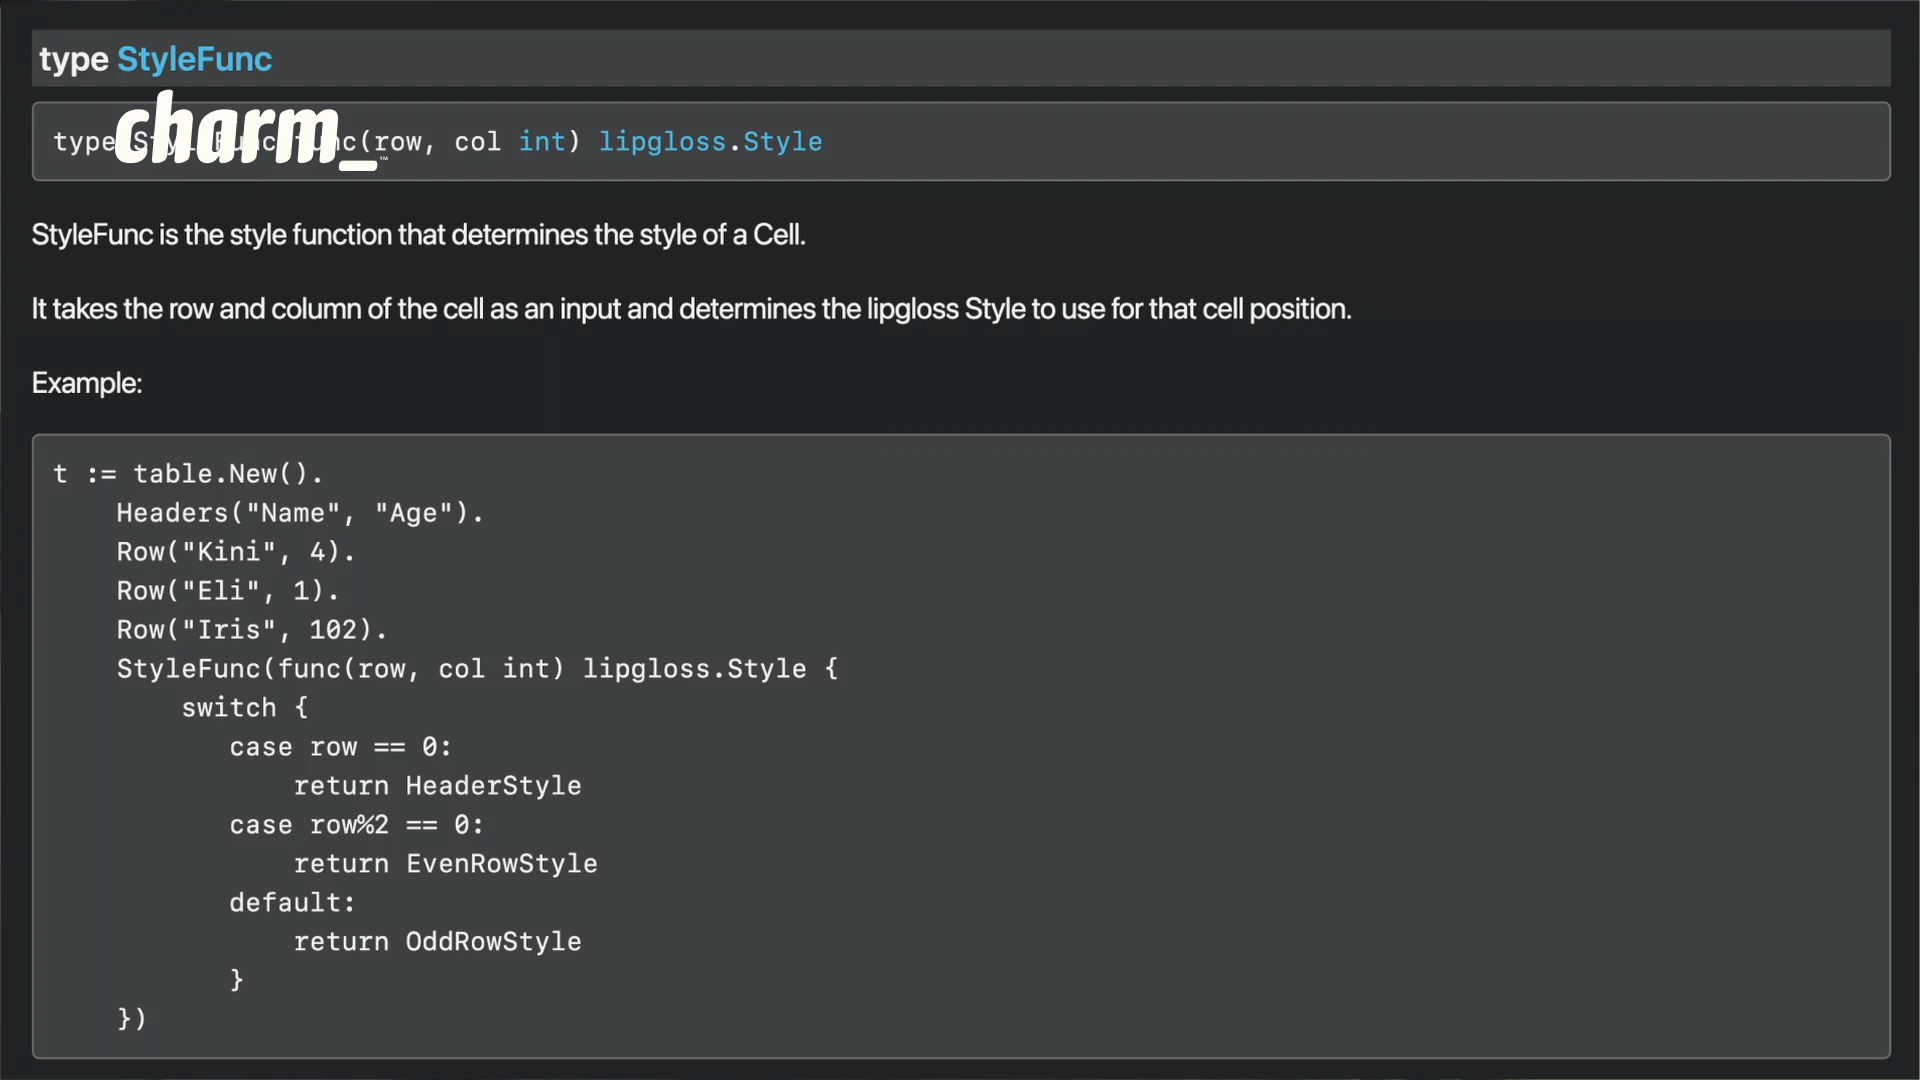 type StyleFunc
charm_™
type func(row, col int) lipgloss.Style
StyleFunc is the style function that determines the style of a Cell.
It takes the row and column of the cell as an input and determines the lipgloss Style to use for that cell position.
Example:
t := table.New().
Headers("Name", "Age").
Row("Kini", 4).
Row("Eli", 1).
Row("Iris", 102).
StyleFunc(func(row, col int) lipgloss.Style {
switch {
case row == 0:
return HeaderStyle
case row%2 == 0:
return EvenRowStyle
default:
return OddRowStyle
}
})